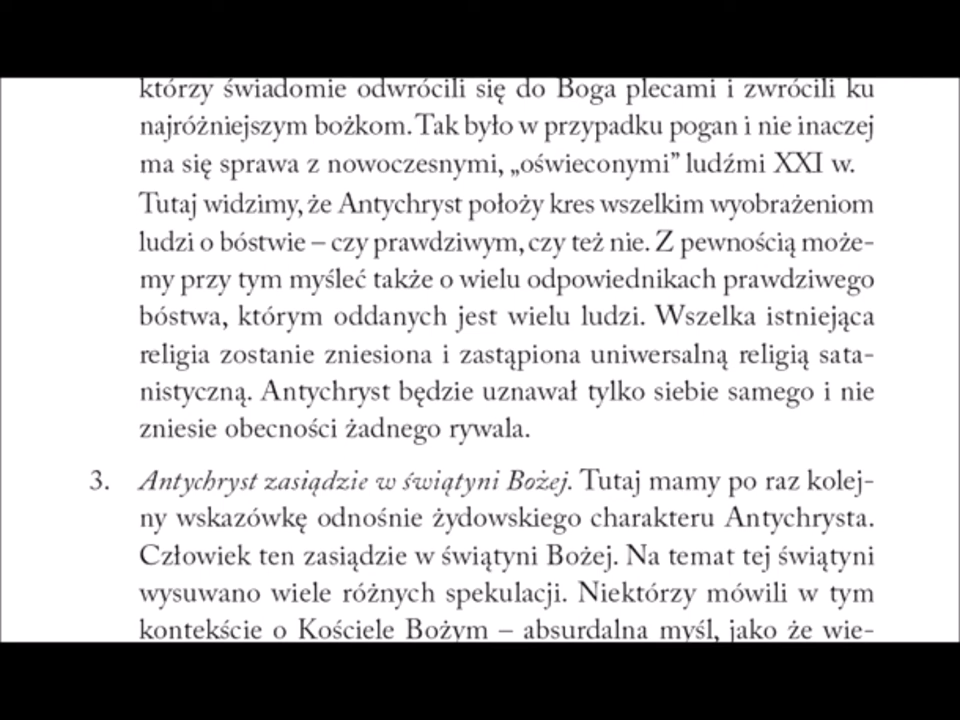 którzy świadomie odwrócili się do Boga plecami i zwrócili ku
najróżniejszym bożkom. Tak było w przypadku pogan i nie inaczej
ma się sprawa z nowoczesnymi, „oświeconymi” ludźmi XXI w.
Tutaj widzimy, że Antychryst położy kres wszelkim wyobrażeniom
ludzi o bóstwie – czy prawdziwym, czy też nie. Z pewnością może-
my przy tym myśleć także o wielu odpowiednikach prawdziwego
bóstwa, którym oddanych jest wielu ludzi. Wszelka istniejąca
religia zostanie zniesiona i zastąpiona uniwersalną religią sata-
nistyczną. Antychryst będzie uznawał tylko siebie samego i nie
zniesie obecności żadnego rywala.
3. Antychryst zasiądzie w świątyni Bożej. Tutaj mamy po raz kolej-
ny wskazówkę odnośnie żydowskiego charakteru Antychrysta.
Człowiek ten zasiądzie w świątyni Bożej. Na temat tej świątyni
wysuwano wiele różnych spekulacji. Niektórzy mówili w tym
kontekście o Kościele Bożym – absurdalna myśl, jako że wie-